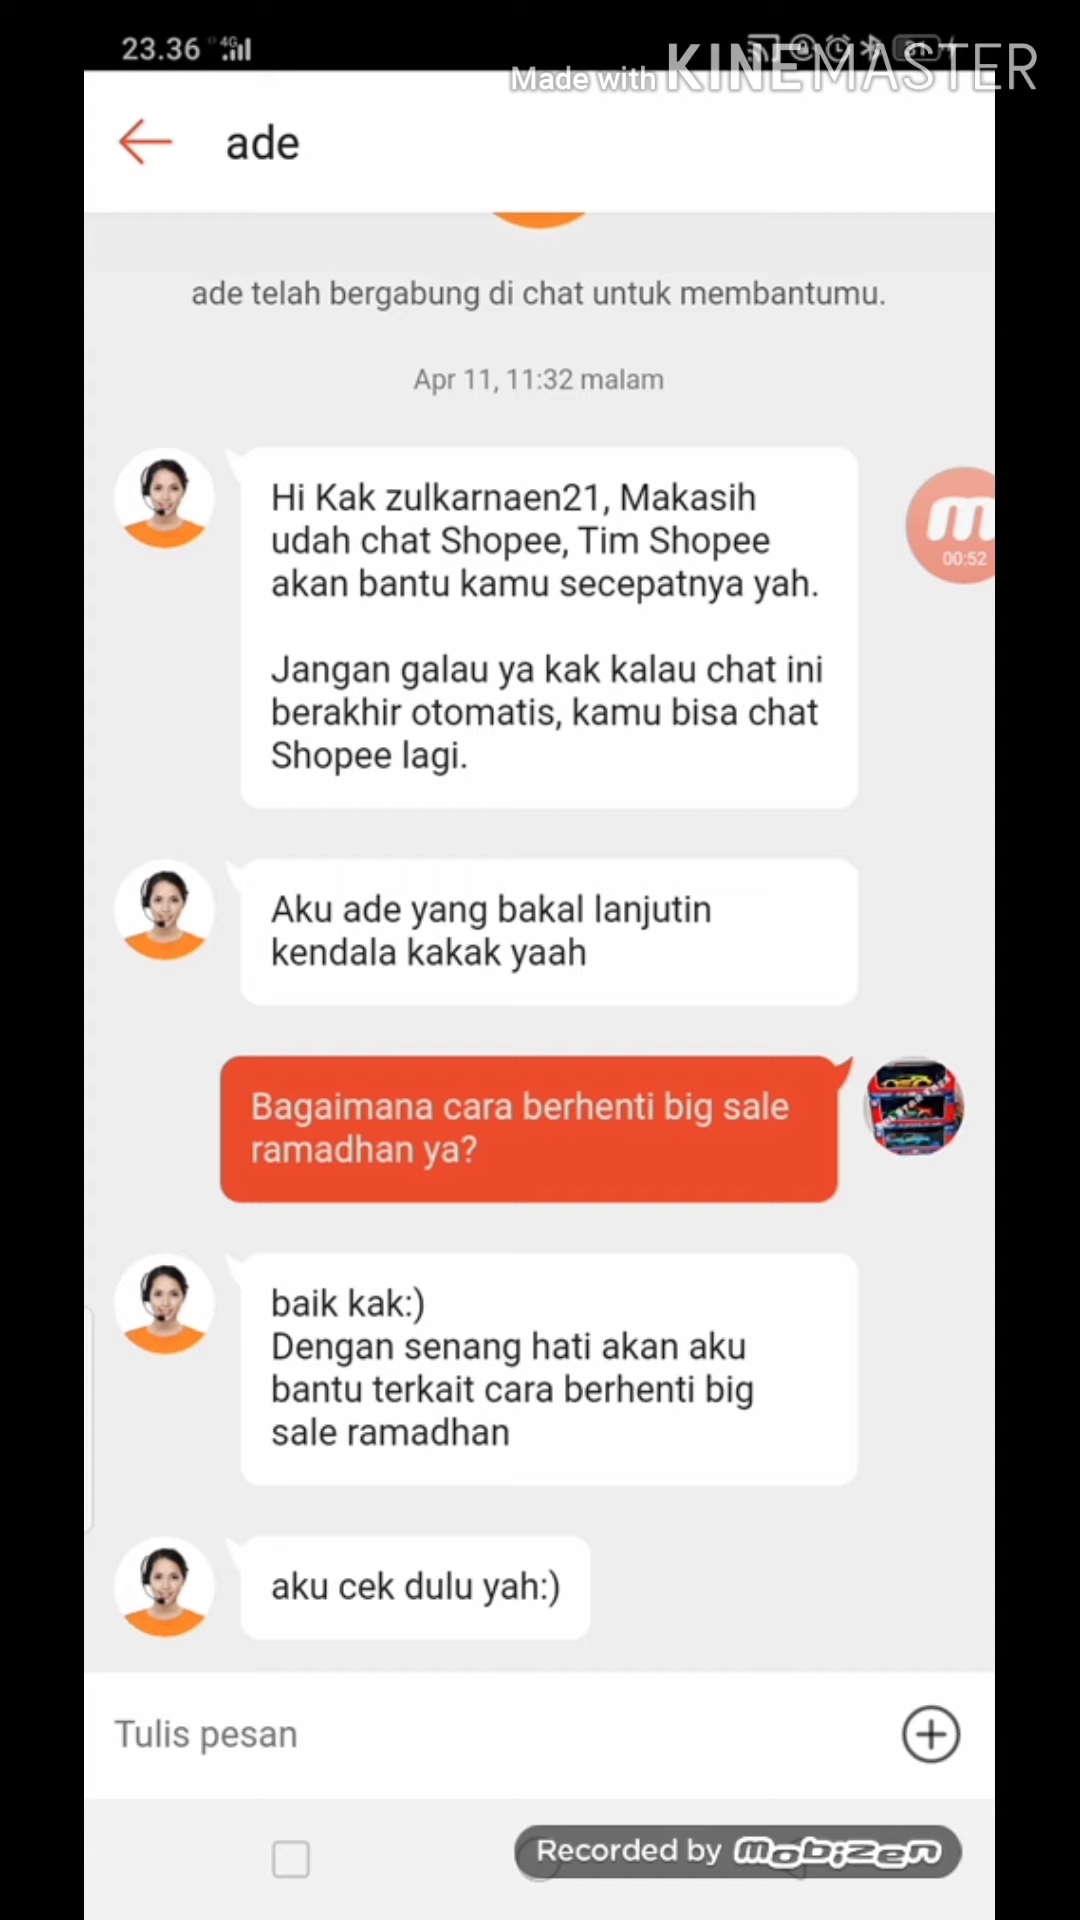 23.36 4G
Made with KINEMASTER
ade
ade telah bergabung di chat untuk membantumu.
Apr 11, 11:32 malam
Hi Kak zulkarnaen21, Makasih
udah chat Shopee, Tim Shopee
akan bantu kamu secepatnya yah.
Jangan galau ya kak kalau chat ini
berakhir otomatis, kamu bisa chat
Shopee lagi.
m
00:52
Aku ade yang bakal lanjutin
kendala kakak yaah
Bagaimana cara berhenti big sale
ramadhan ya?
baik kak:)
Dengan senang hati akan aku
bantu terkait cara berhenti big
sale ramadhan
aku cek dulu yah:)
Tulis pesan
Recorded by mobizen